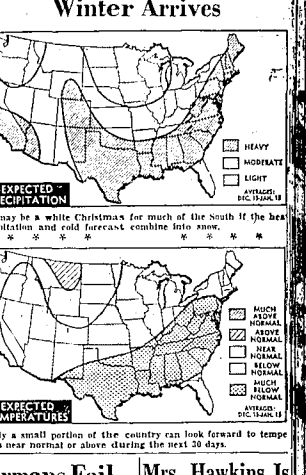 Winter Arrives
HEAVY
MODERATE
LIGHT
AVERAGES:
DEC. 15-JAN. 15
EXPECTED
ECIPITATION
may be a white Christmas for much of the South if the hea
pitation and cold forecast combine into snow.
* * * * * * * *
MUCH
ABOVE
NORMAL
ABOVE
NORMAL
NEAR
NORMAL
BELOW
NORMAL
MUCH
BELOW
NORMAL
AVERAGES:
DEC. 15-JAN. 15
EXPECTED
MPERATURES
ly a small portion of the country can look forward to tempe
s near normal or above during the next 30 days.
rmans Fail
Mrs. Hawkins Is